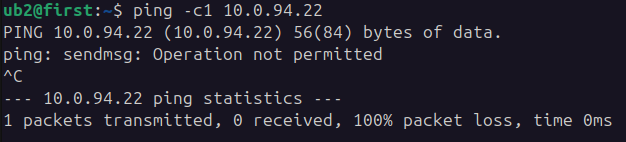 ub2@first:~$ ping -c1 10.0.94.22
PING 10.0.94.22 (10.0.94.22) 56(84) bytes of data.
ping: sendmsg: Operation not permitted
^C
--- 10.0.94.22 ping statistics ---
1 packets transmitted, 0 received, 100% packet loss, time 0ms